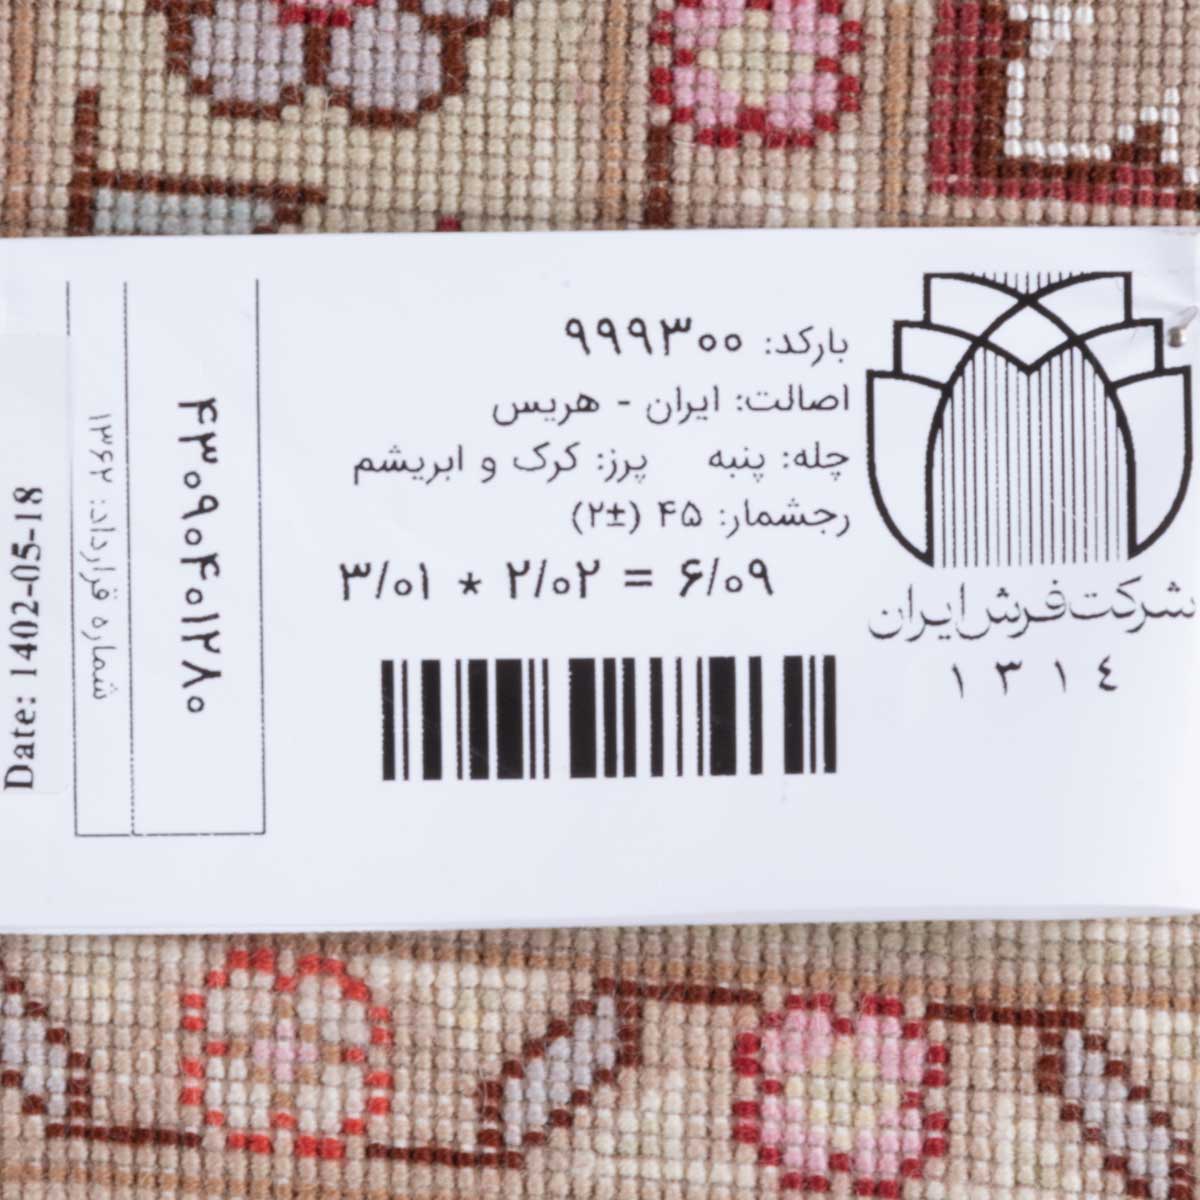 بارکد: ۹۹۹۳۰۰
اصالت: ایران - هریس
چله: پنبه    پرز: کرک و ابریشم
رجشمار: ۴۵ (±۲)
۳/۰۱ * ۲/۰۲ = ۶/۰۹
شرکت فرش ایران
۱۳۱٤
۴۳۰۹۰۴۰۱۲۸۰
شماره قرارداد: ۱۳۶۲
Date: 1402-05-18